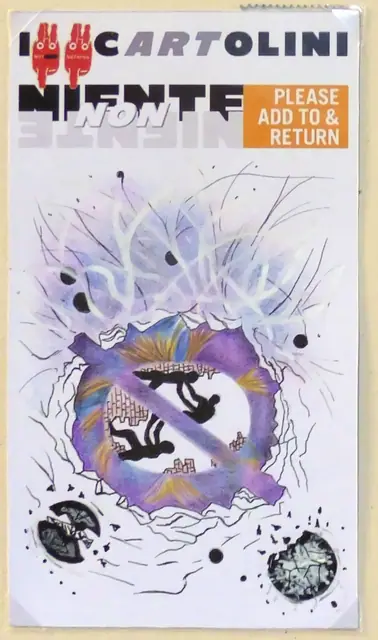 I CARTOLINI
NIENTE
NON
NIENTE
PLEASE
ADD TO &
RETURN